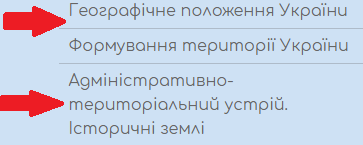 Географічне положення України
Формування території України
Адміністративно-
територіальний устрій.
Історичні землі